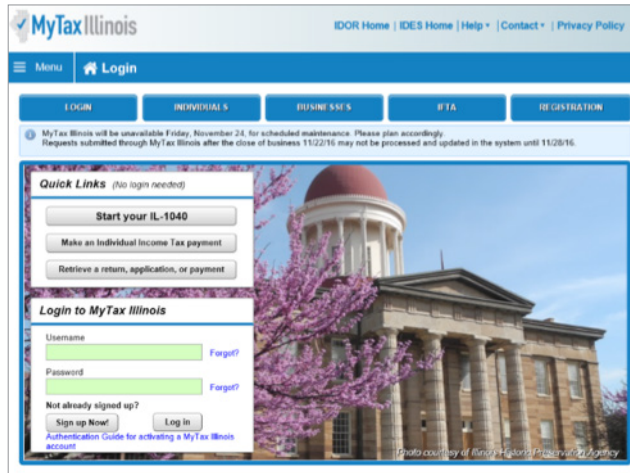 MyTax Illinois
IDOR Home | IDES Home | Help | Contact | Privacy Policy
Menu Login
LOGIN INDIVIDUALS BUSINESSES IFTA REGISTRATION
MyTax Illinois will be unavailable Friday, November 24, for scheduled maintenance. Please plan accordingly.
Requests submitted through MyTax Illinois after the close of business 11/22/16 may not be processed and updated in the system until 11/28/16.
Quick Links (No login needed)
Start your IL-1040
Make an Individual Income Tax payment
Retrieve a return, application, or payment
Login to MyTax Illinois
Username
Forgot?
Password
Forgot?
Not already signed up?
Sign up Now! Log in
Authentication Guide for activating a MyTax Illinois
account
Photo courtesy of Illinois Historic Preservation Agency